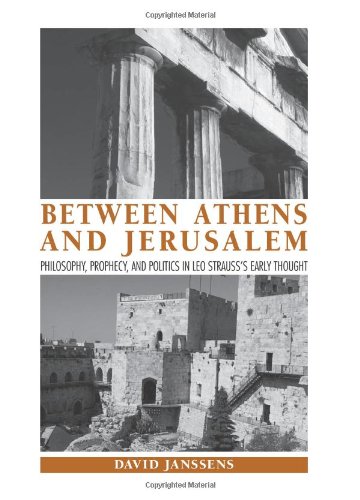 Copyrighted Material
BETWEEN ATHENS
AND JERUSALEM
PHILOSOPHY, PROPHECY, AND POLITICS IN LEO STRAUSS'S EARLY THOUGHT
DAVID JANSSENS
Copyrighted Material